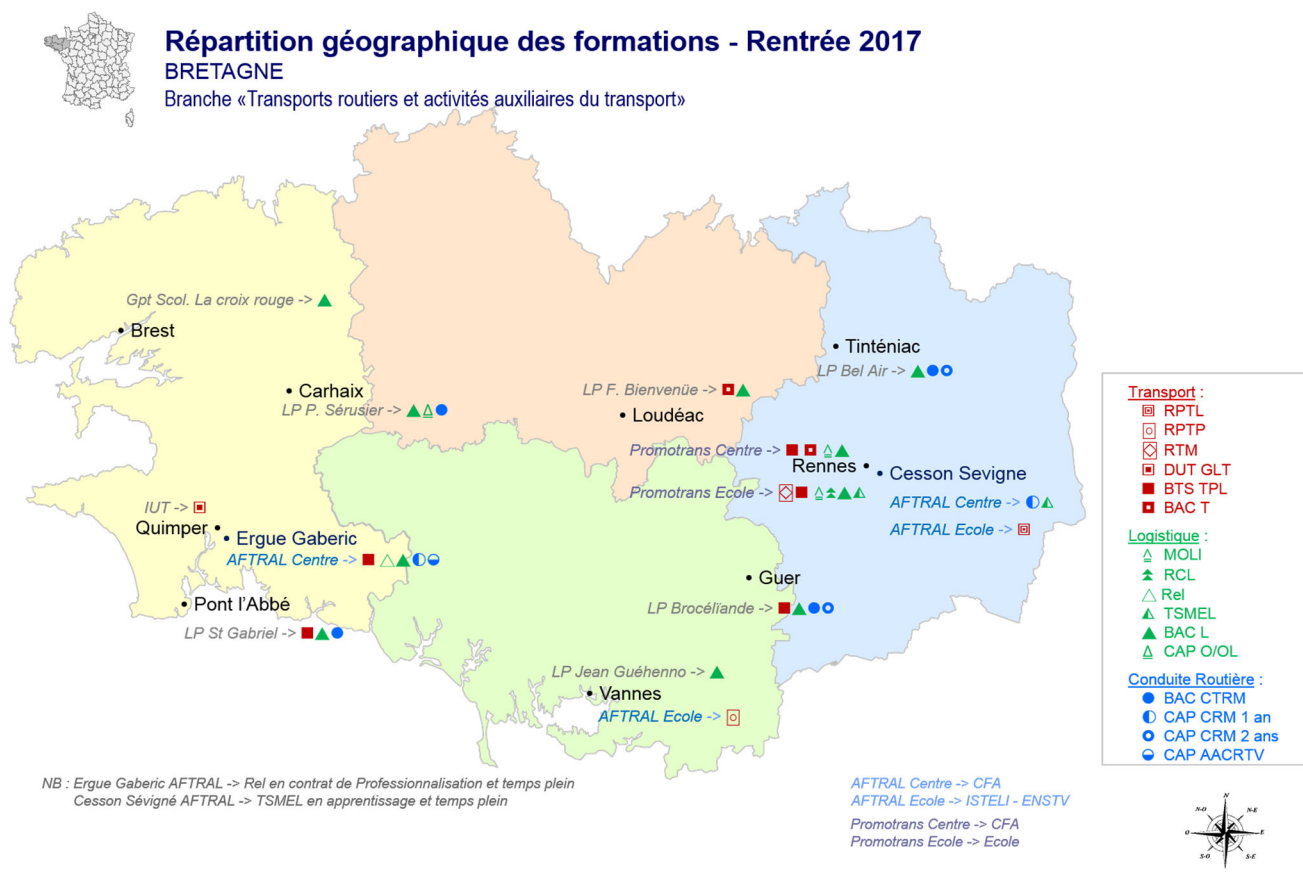 Répartition géographique des formations - Rentrée 2017
BRETAGNE
Branche «Transports routiers et activités auxiliaires du transport»
Gpt Scol. La croix rouge ->
Brest
Tinténiac
LP Bel Air ->
Carhaix
LP P. Sérusier ->
LP F. Bienvenüe ->
Loudéac
Promotrans Centre ->
Rennes
Cesson Sevigne
Promotrans Ecole ->
AFTRAL Centre ->
AFTRAL Ecole ->
IUT ->
Quimper
Ergue Gaberic
AFTRAL Centre ->
Guer
LP Brocélïande ->
Pont l'Abbé
LP St Gabriel ->
LP Jean Guéhenno ->
Vannes
AFTRAL Ecole ->
Transport :
RPTL
RPTP
RTM
DUT GLT
BTS TPL
BAC T
Logistique :
MOLI
RCL
Rel
TSMEL
BAC L
CAP O/OL
Conduite Routière :
BAC CTRM
CAP CRM 1 an
CAP CRM 2 ans
CAP AACRTV
NB : Ergue Gaberic AFTRAL -> Rel en contrat de Professionnalisation et temps plein
Cesson Sévigné AFTRAL -> TSMEL en apprentissage et temps plein
AFTRAL Centre -> CFA
AFTRAL Ecole -> ISTELI - ENSTV
Promotrans Centre -> CFA
Promotrans Ecole -> Ecole
N
N-O
N-E
O
E
S-O
S-E
S